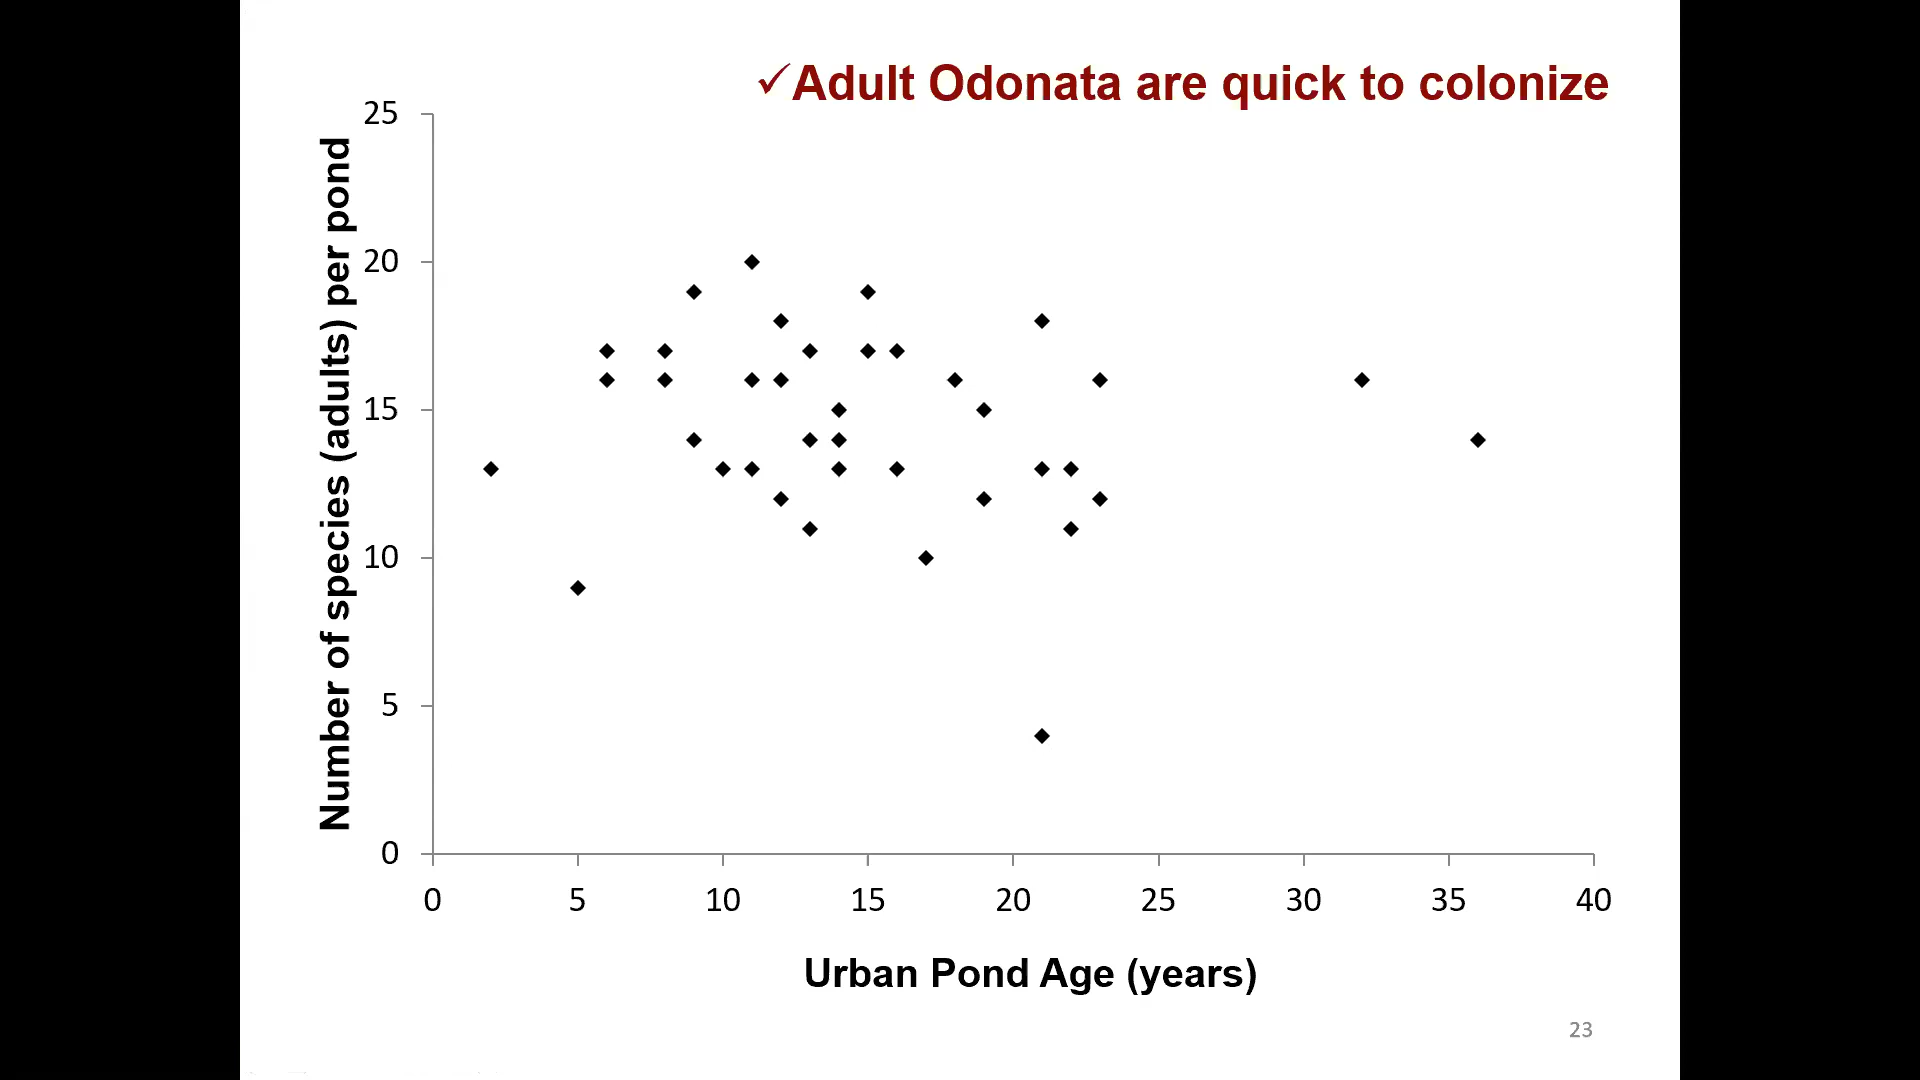 ✓Adult Odonata are quick to colonize
Number of species (adults) per pond
25
20
15
10
5
0
0 5 10 15 20 25 30 35 40
Urban Pond Age (years)
23